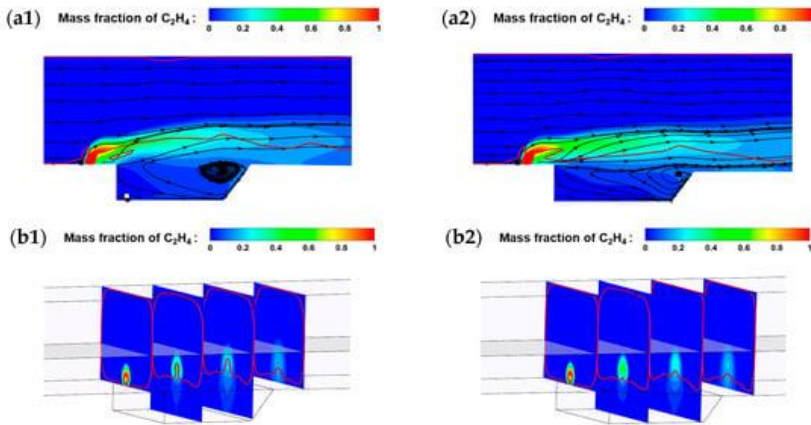 (a1) Mass fraction of C₂H₄ :
0 0.2 0.4 0.6 0.8 1
(a2) Mass fraction of C₂H₄ :
0 0.2 0.4 0.6 0.8 1
(b1) Mass fraction of C₂H₄ :
0 0.2 0.4 0.6 0.8 1
(b2) Mass fraction of C₂H₄ :
0 0.2 0.4 0.6 0.8 1